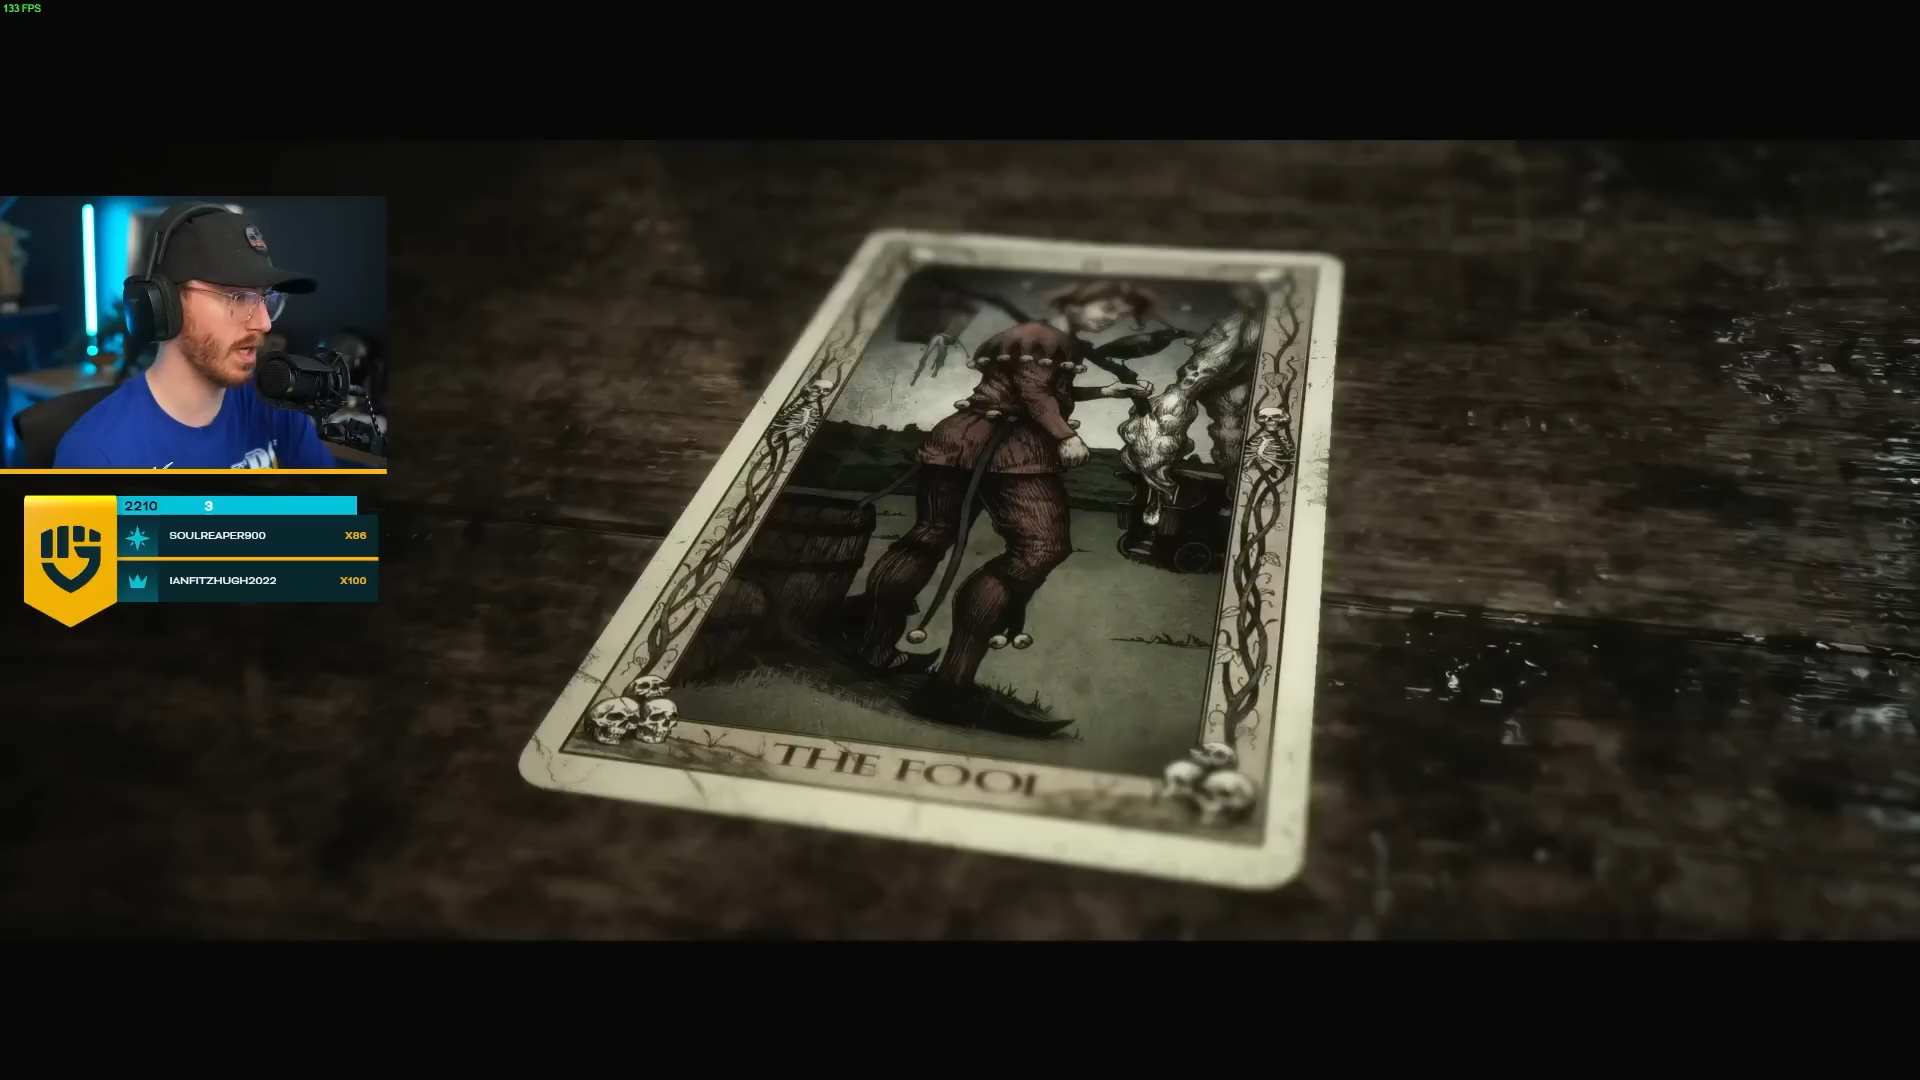 133 FPS
2210 3
SOULREAPER900 X86
IANFITZHUGH2022 X100
THE FOOL